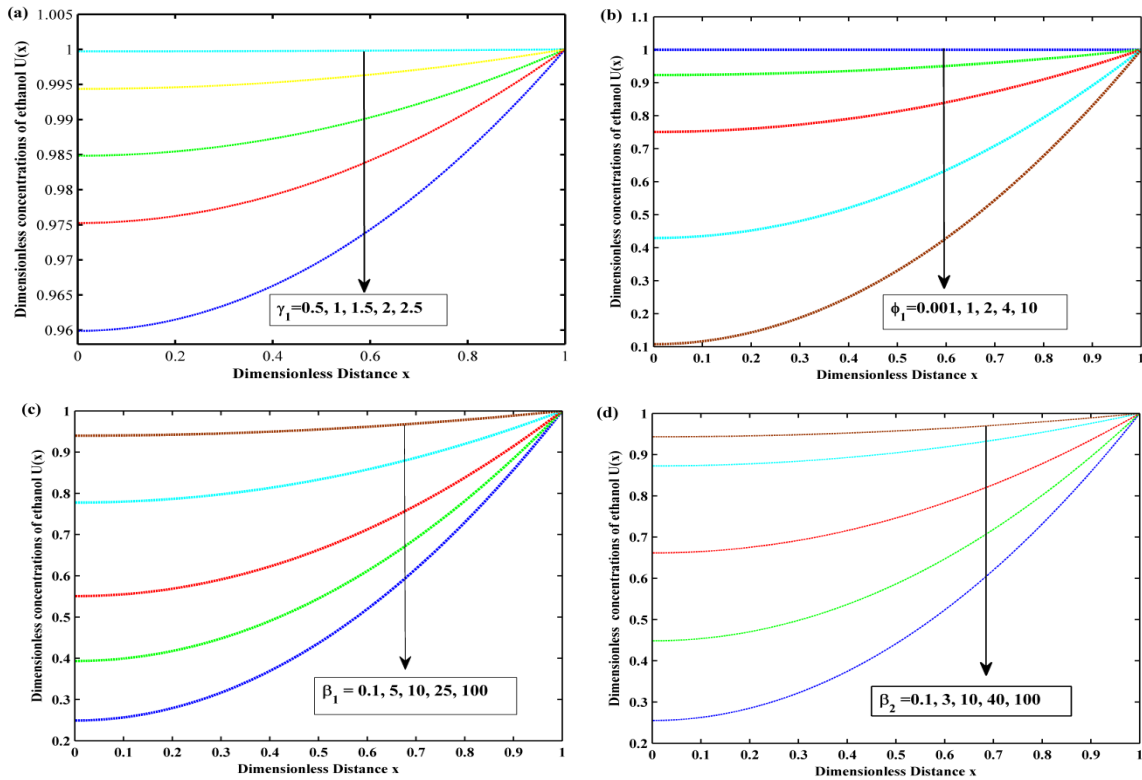 (a)
Dimensionless concentrations of ethanol U(x)
1.005
1
0.995
0.99
0.985
0.98
0.975
0.97
0.965
0.96
γ1=0.5, 1, 1.5, 2, 2.5
0 0.2 0.4 0.6 0.8 1
Dimensionless Distance x
(b)
Dimensionless concentrations of ethanol U(x)
1.1
1
0.9
0.8
0.7
0.6
0.5
0.4
0.3
0.2
0.1
ϕ1=0.001, 1, 2, 4, 10
0 0.1 0.2 0.3 0.4 0.5 0.6 0.7 0.8 0.9 1
Dimensionless Distance x
(c)
Dimensionless concentrations of ethanol U(x)
1
0.9
0.8
0.7
0.6
0.5
0.4
0.3
0.2
β1 = 0.1, 5, 10, 25, 100
0 0.1 0.2 0.3 0.4 0.5 0.6 0.7 0.8 0.9 1
Dimensionless Distance x
(d)
Dimensionless concentrations of ethanol U(x)
1
0.9
0.8
0.7
0.6
0.5
0.4
0.3
0.2
β2 =0.1, 3, 10, 40, 100
0 0.1 0.2 0.3 0.4 0.5 0.6 0.7 0.8 0.9 1
Dimensionless Distance x